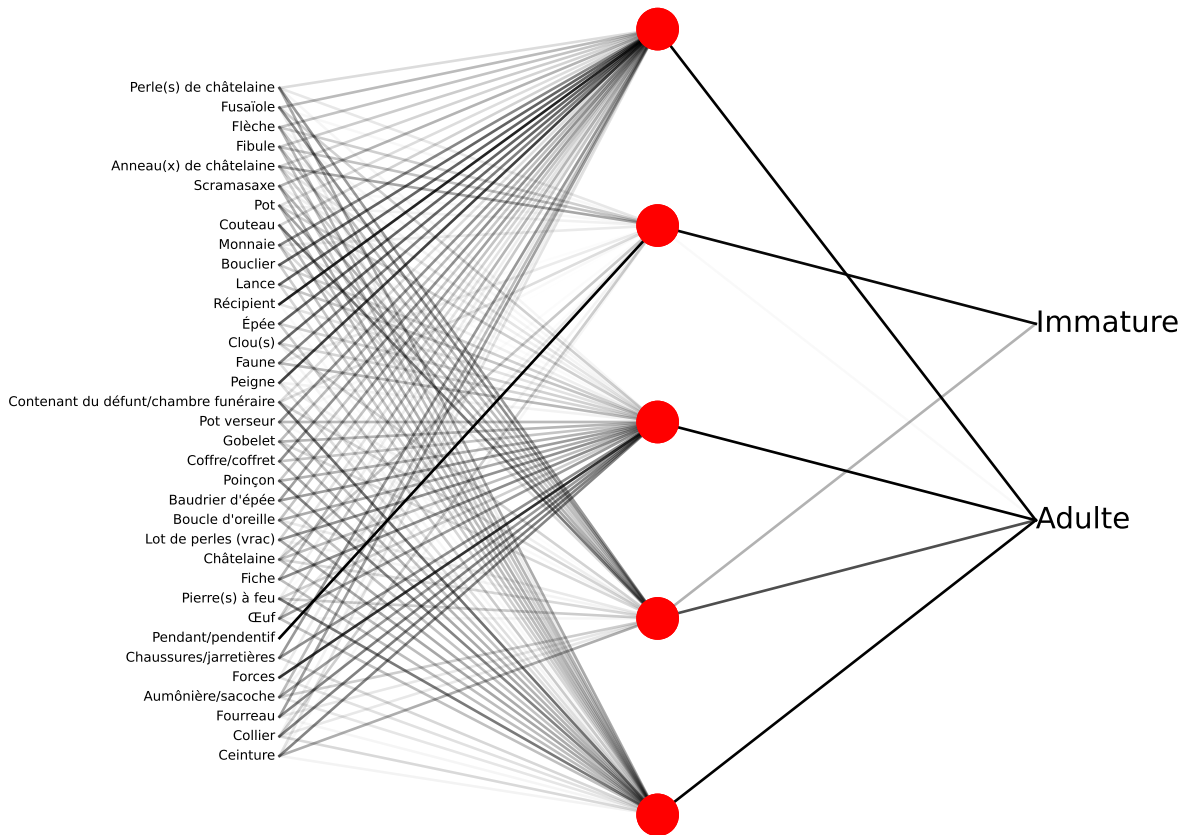 Perle(s) de châtelaine
Fusaïole
Flèche
Fibule
Anneau(x) de châtelaine
Scramasaxe
Pot
Couteau
Monnaie
Bouclier
Lance
Récipient
Épée
Clou(s)
Faune
Peigne
Contenant du défunt/chambre funéraire
Pot verseur
Gobelet
Coffre/coffret
Poinçon
Baudrier d'épée
Boucle d'oreille
Lot de perles (vrac)
Châtelaine
Fiche
Pierre(s) à feu
Œuf
Pendant/pendentif
Chaussures/jarretières
Forces
Aumônière/sacoche
Fourreau
Collier
Ceinture
Immature
Adulte